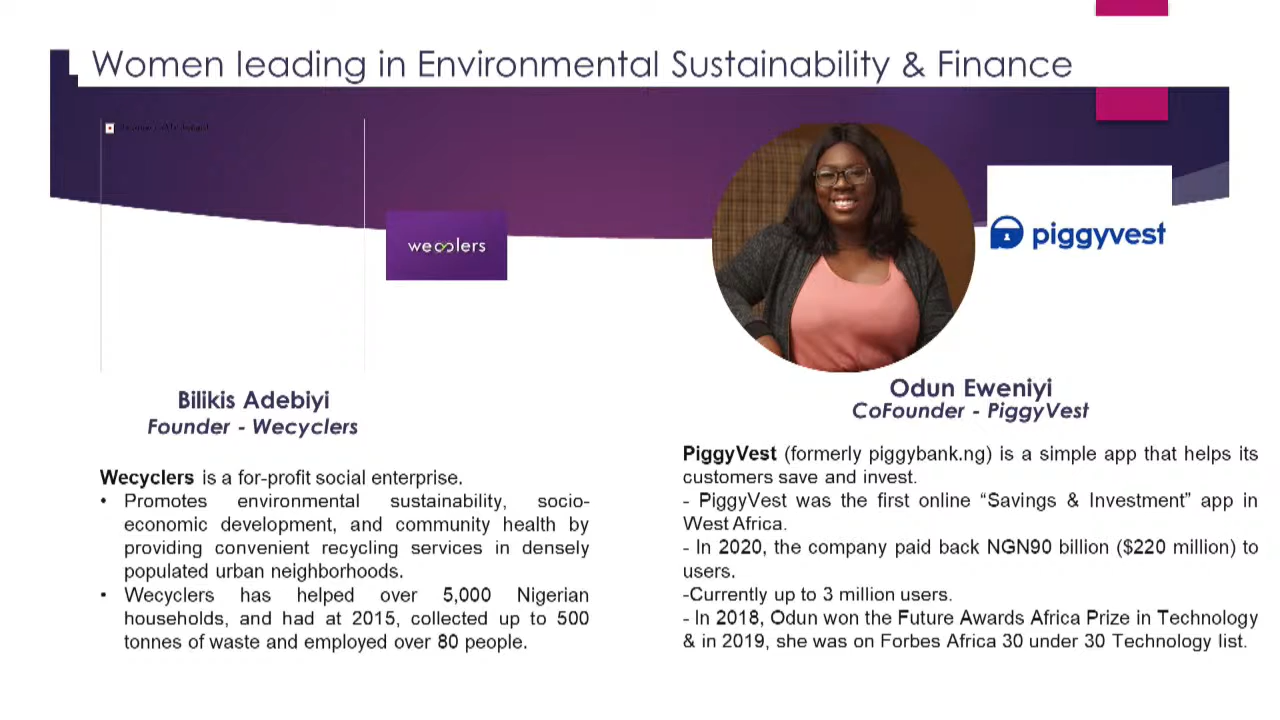 Women leading in Environmental Sustainability & Finance
wecyclers
piggyvest
Bilikis Adebiyi
Founder - Wecyclers
Wecyclers is a for-profit social enterprise.
• Promotes environmental sustainability, socio-
economic development, and community health by
providing convenient recycling services in densely
populated urban neighborhoods.
• Wecyclers has helped over 5,000 Nigerian
households, and had at 2015, collected up to 500
tonnes of waste and employed over 80 people.
Odun Eweniyi
CoFounder - PiggyVest
PiggyVest (formerly piggybank.ng) is a simple app that helps its
customers save and invest.
- PiggyVest was the first online “Savings & Investment” app in
West Africa.
- In 2020, the company paid back NGN90 billion ($220 million) to
users.
-Currently up to 3 million users.
- In 2018, Odun won the Future Awards Africa Prize in Technology
& in 2019, she was on Forbes Africa 30 under 30 Technology list.